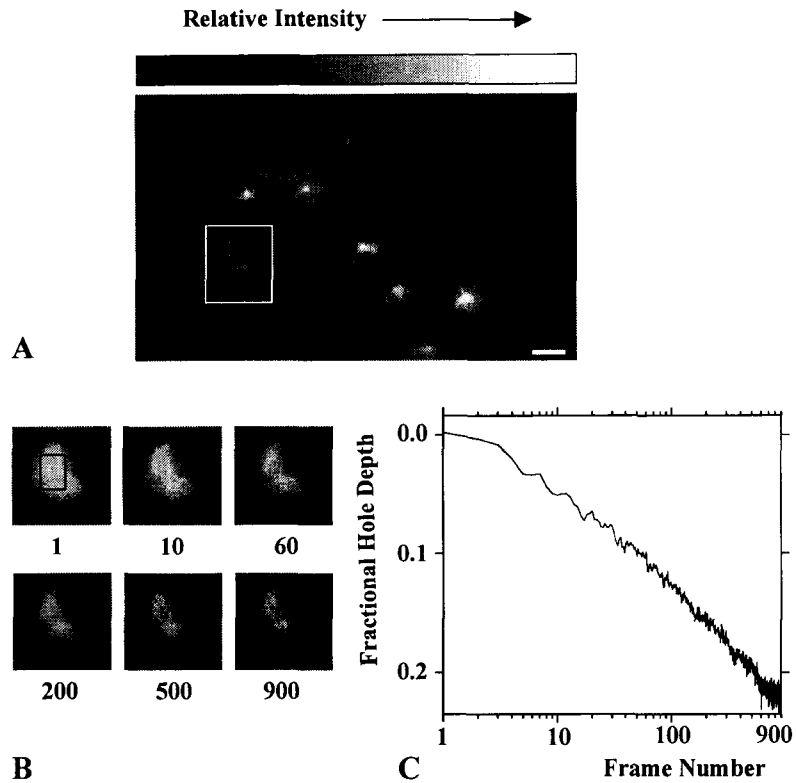 Relative Intensity
A
1 10 60
200 500 900
B
Fractional Hole Depth
0.0
0.1
0.2
1 10 100 900
Frame Number
C